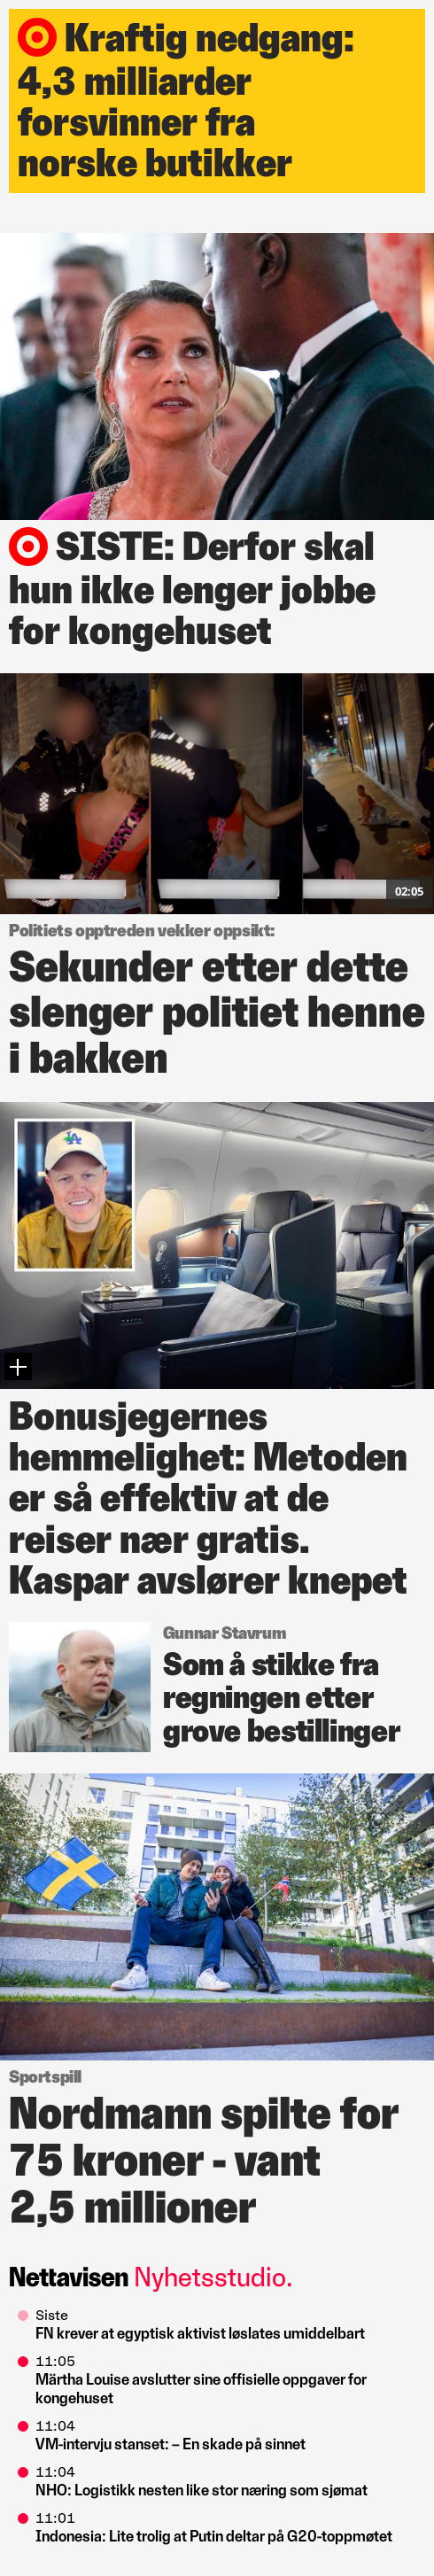 Kraftig nedgang:
4,3 milliarder
forsvinner fra
norske butikker
SISTE: Derfor skal
hun ikke lenger jobbe
for kongehuset
02:05
Politiets opptreden vekker oppsikt:
Sekunder etter dette
slenger politiet henne
i bakken
LA
Bonusjegernes
hemmelighet: Metoden
er så effektiv at de
reiser nær gratis.
Kaspar avslører knepet
Gunnar Stavrum
Som å stikke fra
regningen etter
grove bestillinger
Sportspill
Nordmann spilte for
75 kroner - vant
2,5 millioner
Nettavisen Nyhetsstudio.
Siste
FN krever at egyptisk aktivist løslates umiddelbart
11:05
Märtha Louise avslutter sine offisielle oppgaver for
kongehuset
11:04
VM-intervju stanset: – En skade på sinnet
11:04
NHO: Logistikk nesten like stor næring som sjømat
11:01
Indonesia: Lite trolig at Putin deltar på G20-toppmøtet